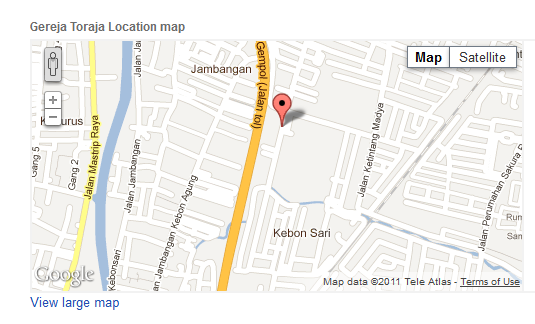 Gereja Toraja Location map
Map
Satellite
Gempol (Jalan tol)
Jambangan
Jalan Mastrip Raya
Gang 5
Gang 2
Jalan Jambangan
Jalan Ketintang Madya
Jalan Perumahan Sakura
Jambangan Kebon Agung
Kebonsari
Kebon Sari
Google
Map data ©2011 Tele Atlas - Terms of Use
View large map